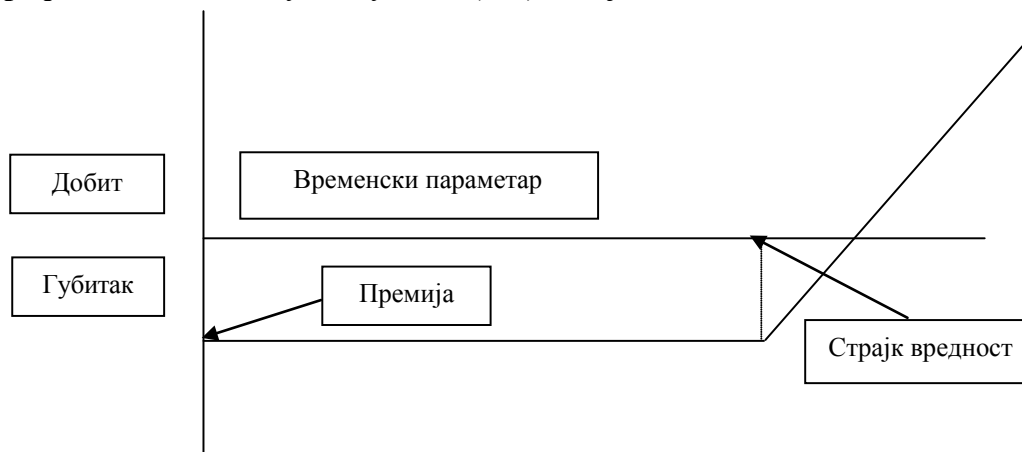 Добит
Временски параметар
Губитак
Премија
Страјк вредност